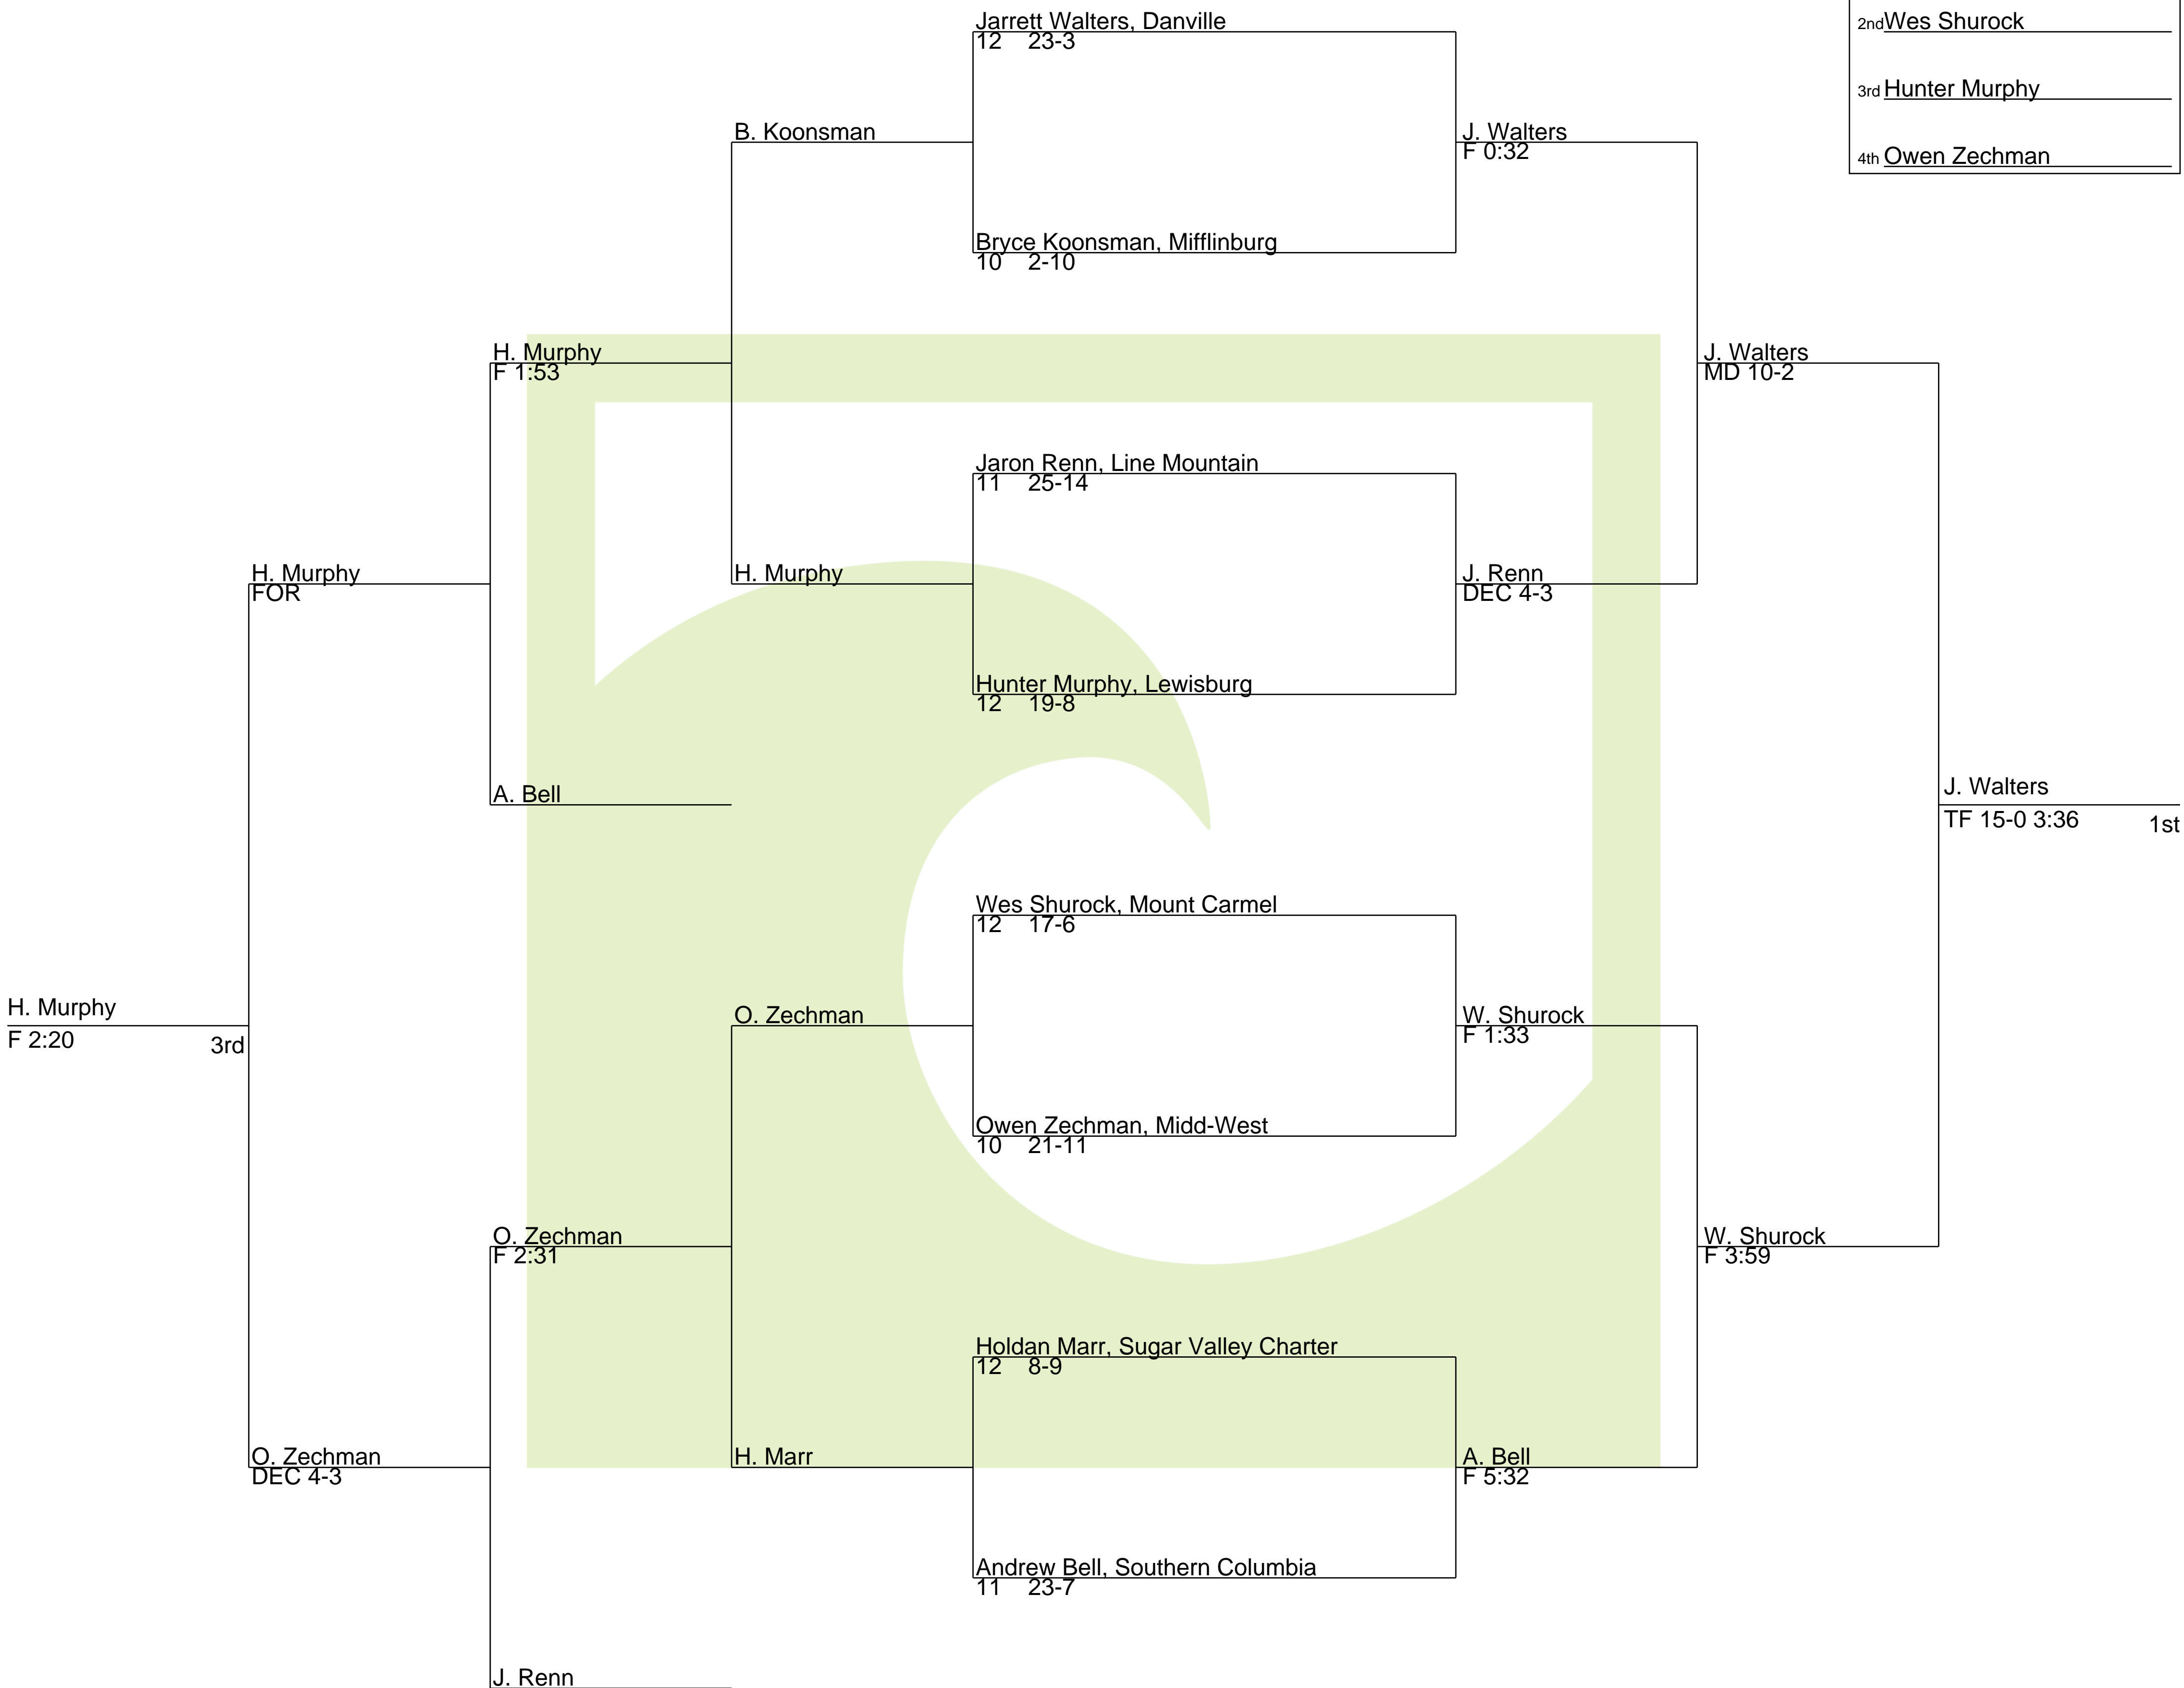 Jarrett Walters, Danville
12 23-3
2nd Wes Shurock
3rd Hunter Murphy
B. Koonsman
J. Walters
F 0:32
4th Owen Zechman
Bryce Koonsman, Mifflinburg
10 2-10
H. Murphy
F 1:53
J. Walters
MD 10-2
Jaron Renn, Line Mountain
11 25-14
H. Murphy
FOR
H. Murphy
J. Renn
DEC 4-3
Hunter Murphy, Lewisburg
12 19-8
A. Bell
J. Walters
TF 15-0 3:36
1st
Wes Shurock, Mount Carmel
12 17-6
H. Murphy
F 2:20
3rd
O. Zechman
W. Shurock
F 1:33
Owen Zechman, Midd-West
10 21-11
O. Zechman
F 2:31
W. Shurock
F 3:59
Holdan Marr, Sugar Valley Charter
12 8-9
O. Zechman
DEC 4-3
H. Marr
A. Bell
F 5:32
Andrew Bell, Southern Columbia
11 23-7
J. Renn